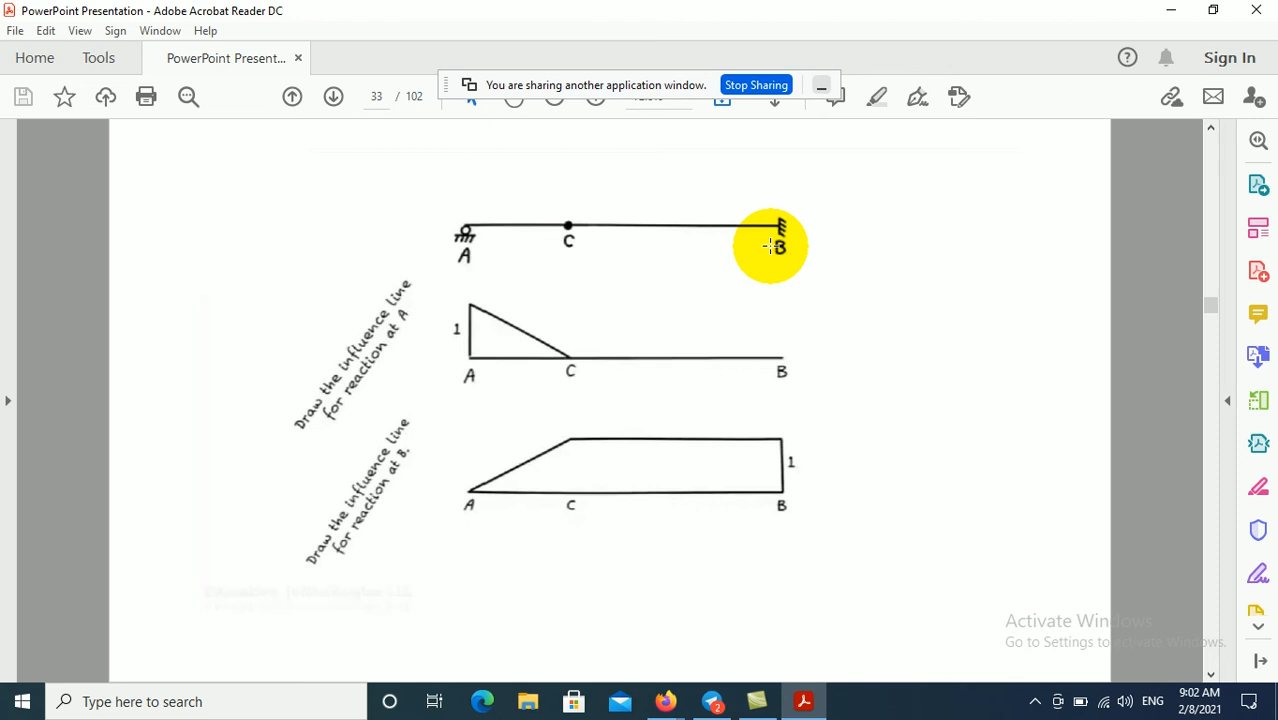 PowerPoint Presentation - Adobe Acrobat Reader DC
File Edit View Sign Window Help
Home Tools PowerPoint Present... × Sign In
You are sharing another application window. Stop Sharing
33 / 102
A C B
Draw the influence line
for reaction at A
1
A C B
Draw the influence line
for reaction at B.
1
A C B
Activate Windows
Go to Settings to activate Windows.
Type here to search
2
ENG
9:02 AM
2/8/2021